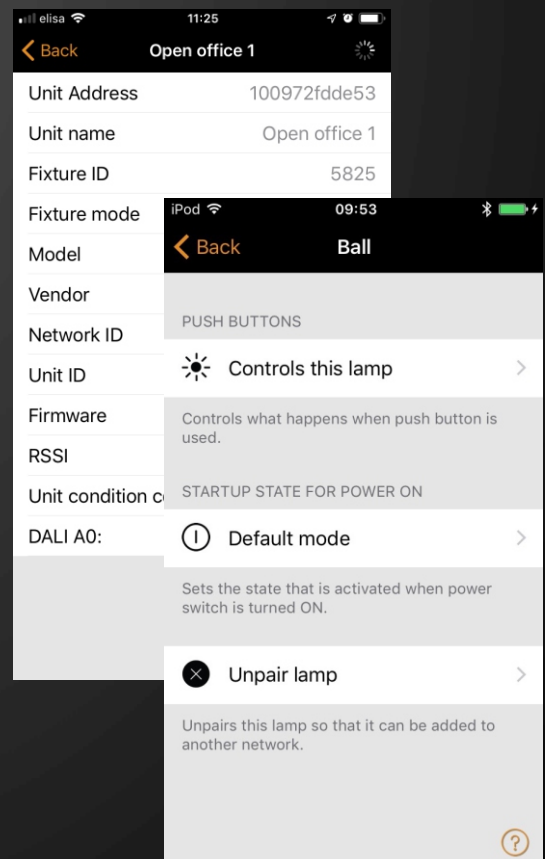 elisa 11:25
Back Open office 1
Unit Address 100972fdde53
Unit name Open office 1
Fixture ID 5825
Fixture mode
Model
Vendor
Network ID
Unit ID
Firmware
RSSI
Unit condition
DALI A0:
iPod 09:53
Back Ball
PUSH BUTTONS
Controls this lamp
Controls what happens when push button is
used.
STARTUP STATE FOR POWER ON
Default mode
Sets the state that is activated when power
switch is turned ON.
Unpair lamp
Unpairs this lamp so that it can be added to
another network.
?